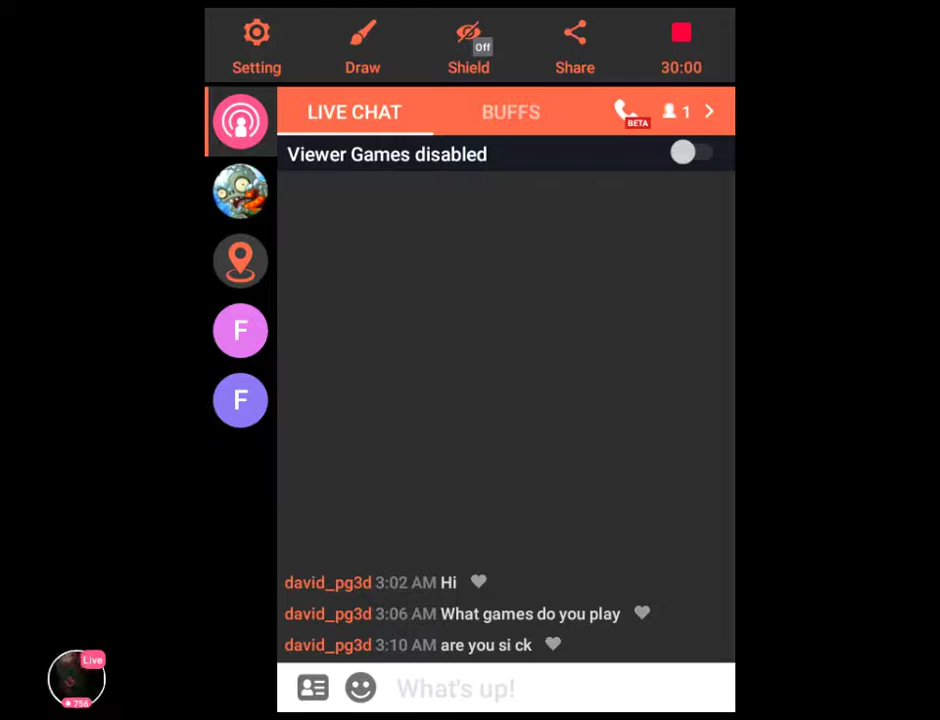 Setting Draw Off Shield Share 30:00
LIVE CHAT BUFFS BETA 1
Viewer Games disabled
F
F
david_pg3d 3:02 AM Hi
david_pg3d 3:06 AM What games do you play
david_pg3d 3:10 AM are you si ck
What's up!
Live
756